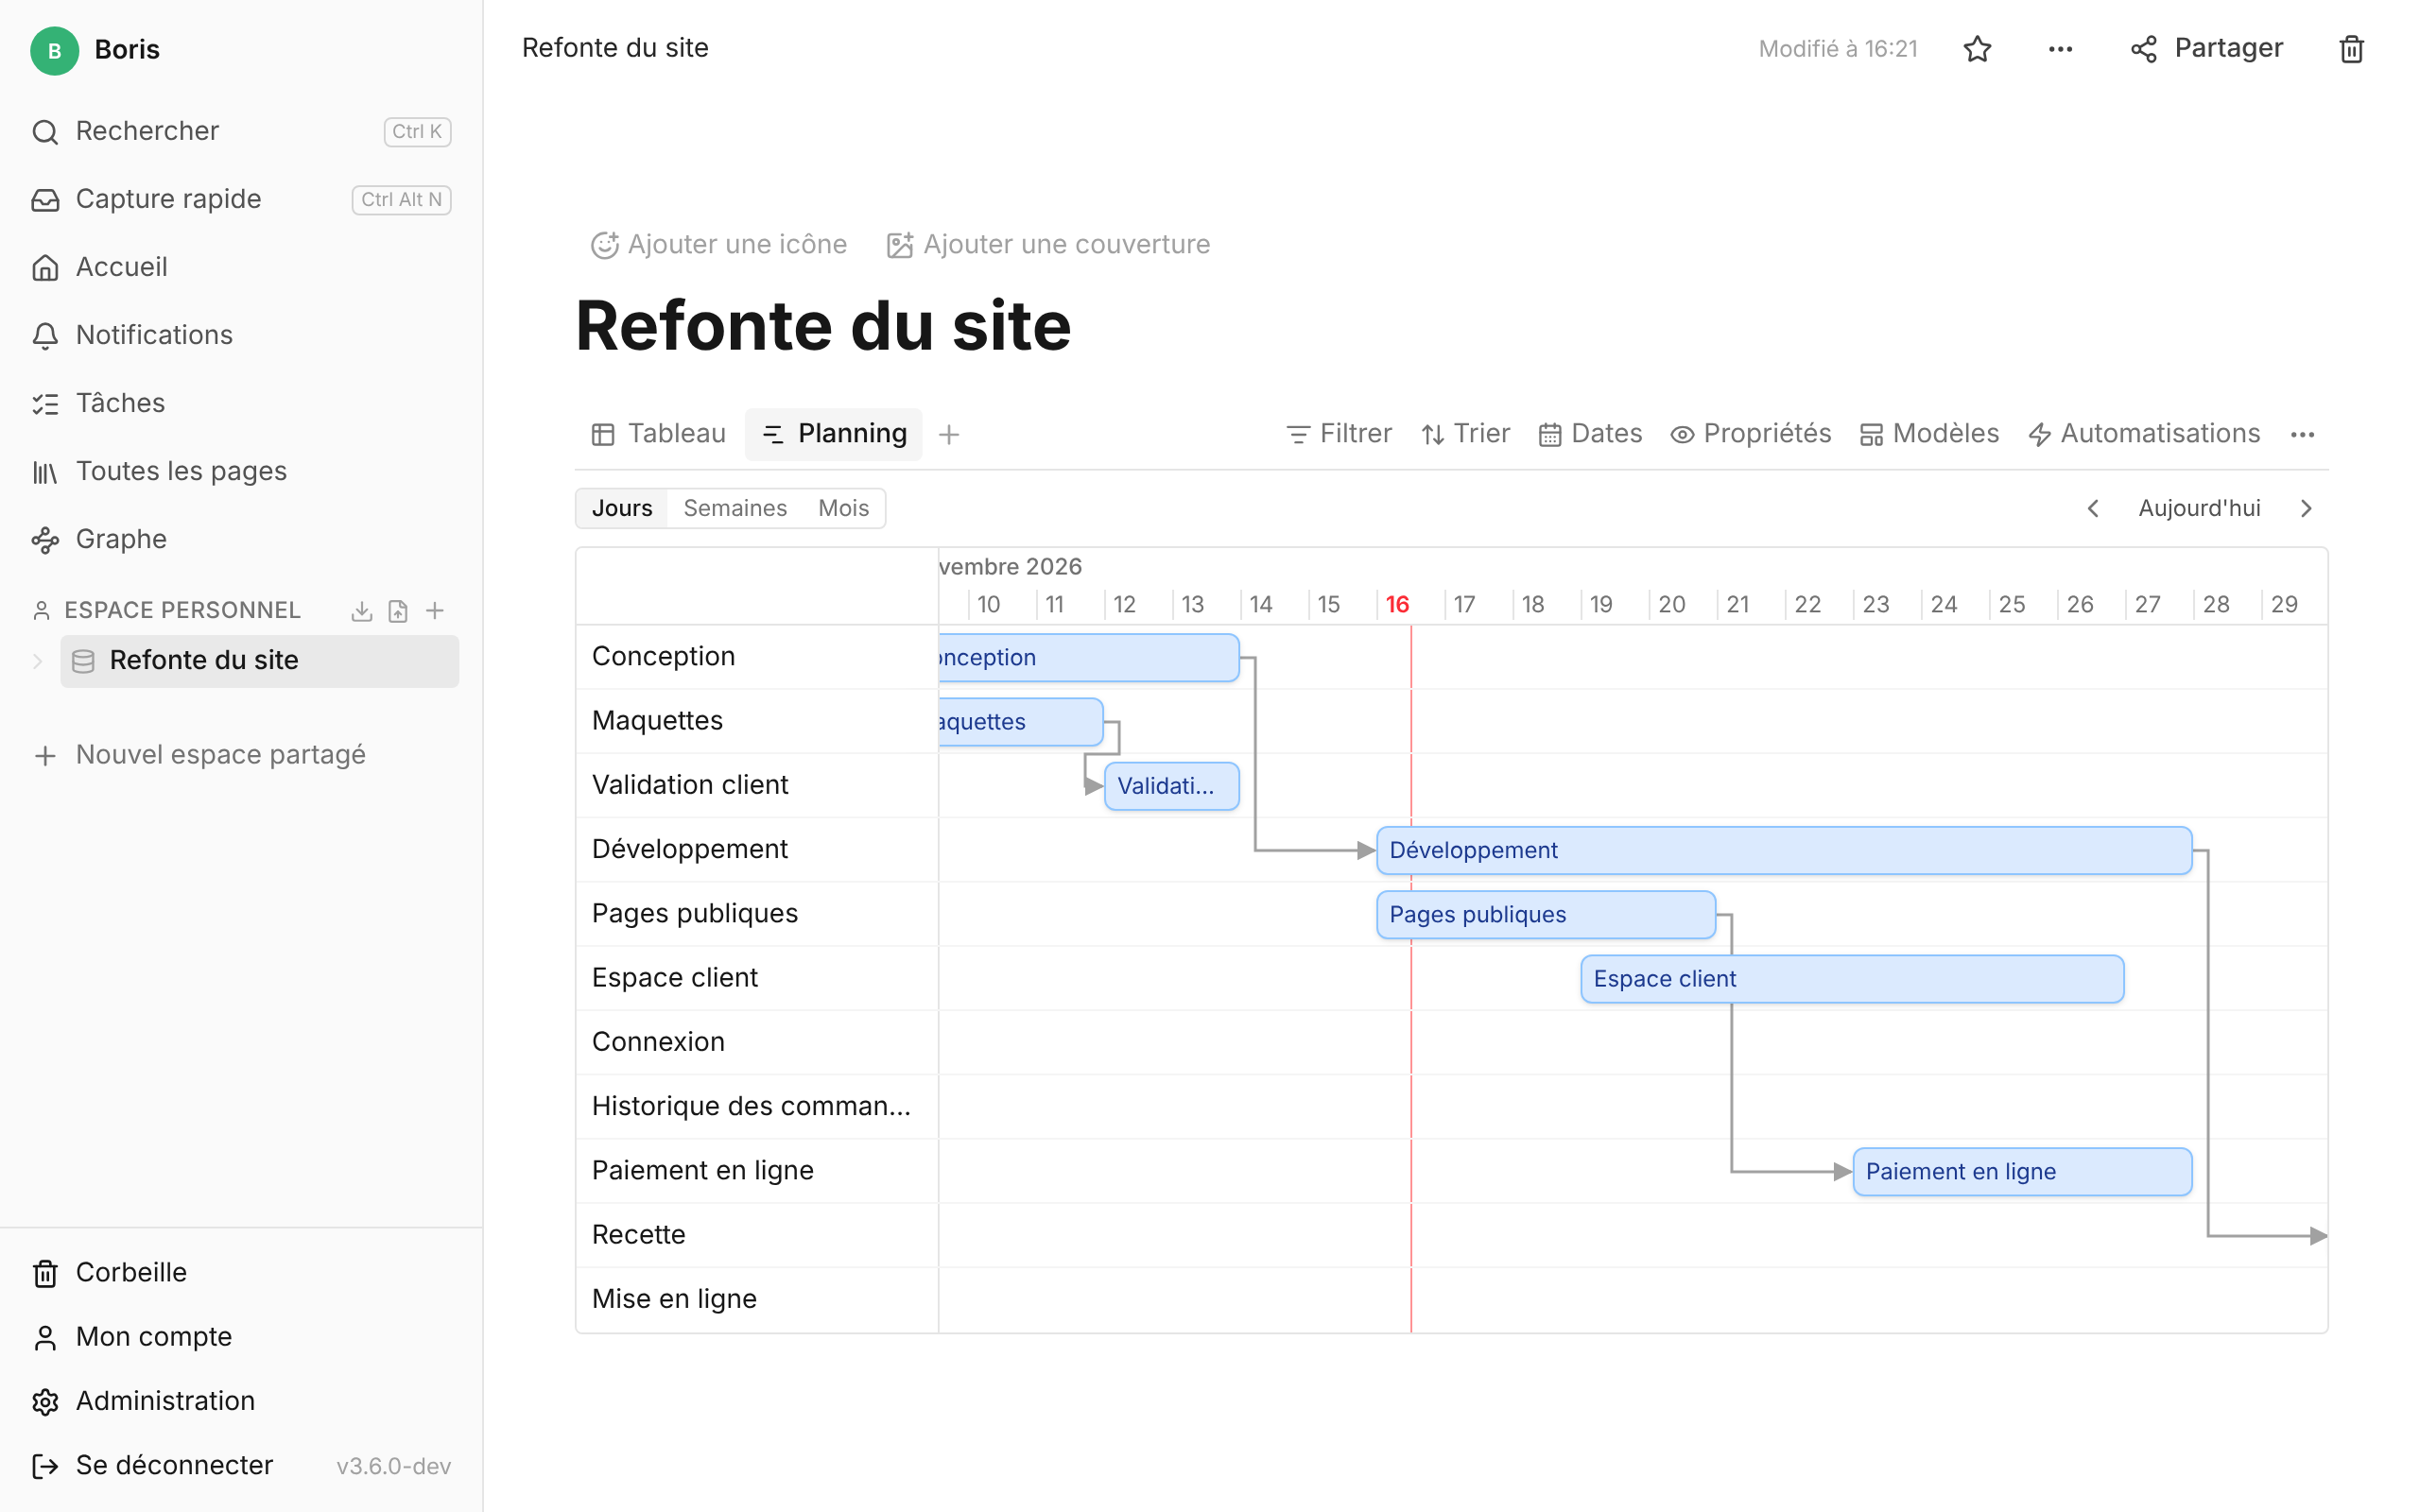 B Boris
Rechercher Ctrl K
Capture rapide Ctrl Alt N
Accueil
Notifications
Tâches
Toutes les pages
Graphe
ESPACE PERSONNEL
Refonte du site
Nouvel espace partagé
Corbeille
Mon compte
Administration
Se déconnecter v3.6.0-dev
Refonte du site Modifié à 16:21 Partager
Ajouter une icône Ajouter une couverture
Refonte du site
Tableau Planning Filtrer Trier Dates Propriétés Modèles Automatisations
Jours Semaines Mois Aujourd'hui
vembre 2026
10 11 12 13 14 15 16 17 18 19 20 21 22 23 24 25 26 27 28 29
Conception onception
Maquettes aquettes
Validation client Validati...
Développement Développement
Pages publiques Pages publiques
Espace client Espace client
Connexion
Historique des comman...
Paiement en ligne Paiement en ligne
Recette
Mise en ligne